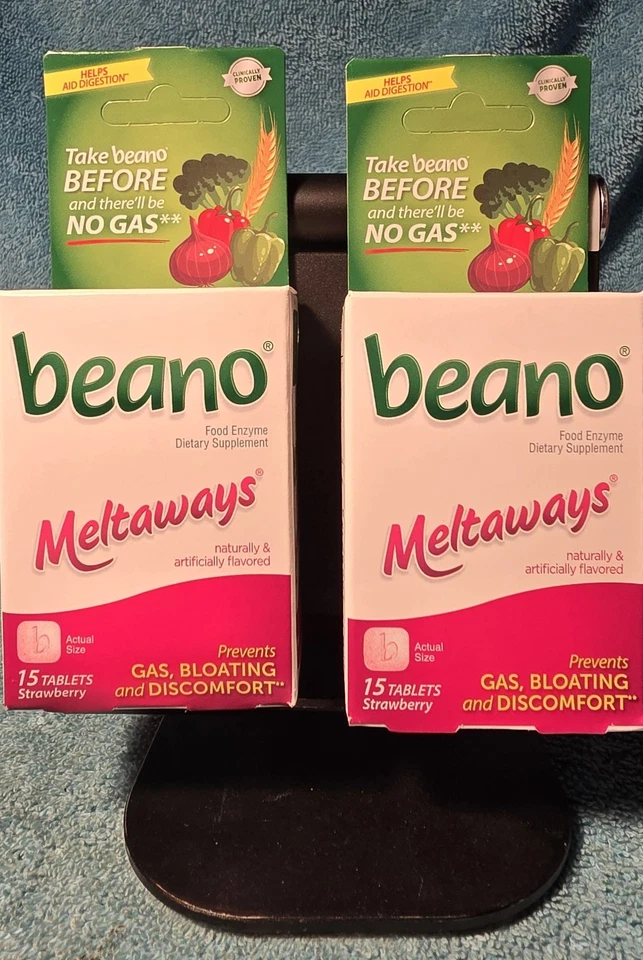 HELPS
AID DIGESTION**
CLINICALLY
PROVEN
Take beano®
BEFORE
and there'll be
NO GAS**
beano®
Food Enzyme
Dietary Supplement
Meltaways®
naturally &
artificially flavored
b
Actual
Size
15 TABLETS
Strawberry
Prevents
GAS, BLOATING
and DISCOMFORT**
HELPS
AID DIGESTION**
CLINICALLY
PROVEN
Take beano®
BEFORE
and there'll be
NO GAS**
beano®
Food Enzyme
Dietary Supplement
Meltaways®
naturally &
artificially flavored
b
Actual
Size
15 TABLETS
Strawberry
Prevents
GAS, BLOATING
and DISCOMFORT**